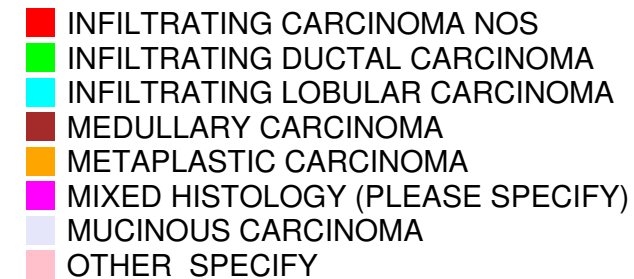 INFILTRATING CARCINOMA NOS
INFILTRATING DUCTAL CARCINOMA
INFILTRATING LOBULAR CARCINOMA
MEDULLARY CARCINOMA
METAPLASTIC CARCINOMA
MIXED HISTOLOGY (PLEASE SPECIFY)
MUCINOUS CARCINOMA
OTHER  SPECIFY